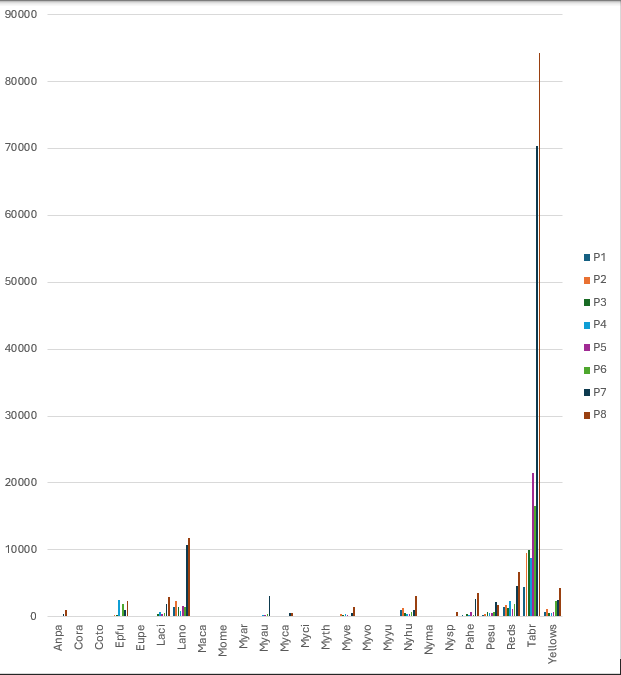 90000
80000
70000
60000
50000
40000
30000
20000
10000
0
Anpa
Cora
Coto
Epfu
Eupe
Laci
Lano
Maca
Mome
Myar
Myau
Myca
Myci
Myth
Myve
Myvo
Myyu
Nyhu
Nyma
Nysp
Pahe
Pesu
Reds
Tabr
Yellows
P1
P2
P3
P4
P5
P6
P7
P8